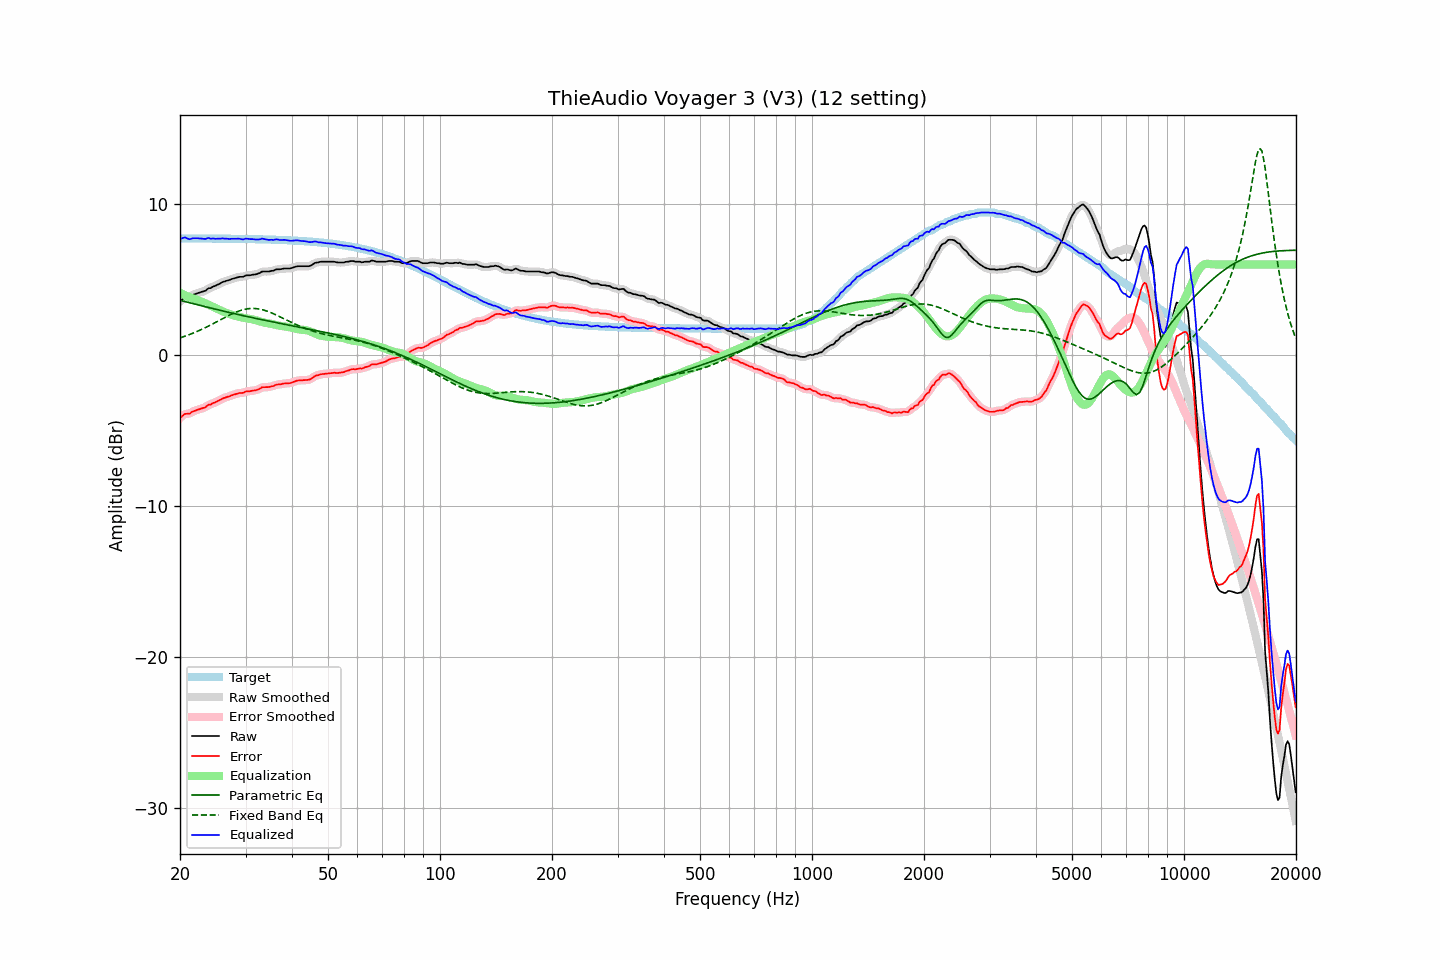 ThieAudio Voyager 3 (V3) (12 setting)
Amplitude (dBr)
10
0
−10
−20
−30
Target
Raw Smoothed
Error Smoothed
Raw
Error
Equalization
Parametric Eq
Fixed Band Eq
Equalized
20 50 100 200 500 1000 2000 5000 10000 20000
Frequency (Hz)